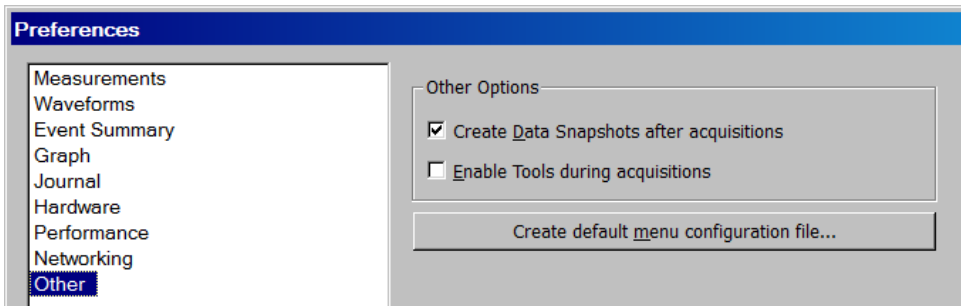 Preferences
Measurements
Waveforms
Event Summary
Graph
Journal
Hardware
Performance
Networking
Other
Other Options
Create Data Snapshots after acquisitions
Enable Tools during acquisitions
Create default menu configuration file...